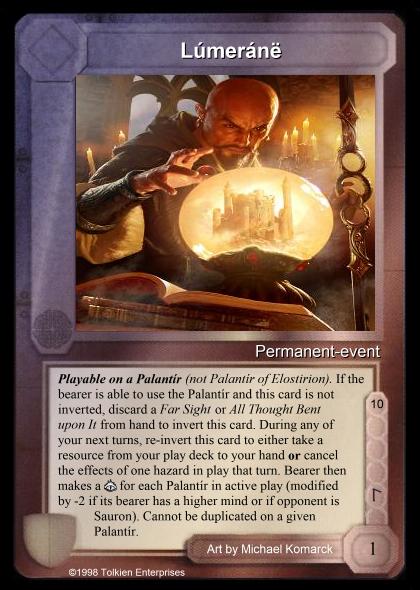 Lúmeránë
Permanent-event
Playable on a Palantír (not Palantír of Elostirion). If the
bearer is able to use the Palantír and this card is not
inverted, discard a Far Sight or All Thought Bent
upon It from hand to invert this card. During any of
your next turns, re-invert this card to either take a
resource from your play deck to your hand or cancel
the effects of one hazard in play that turn. Bearer then
makes a for each Palantír in active play (modified
by -2 if its bearer has a higher mind or if opponent is
Sauron). Cannot be duplicated on a given
Palantír.
10
Art by Michael Komarck
1
©1998 Tolkien Enterprises